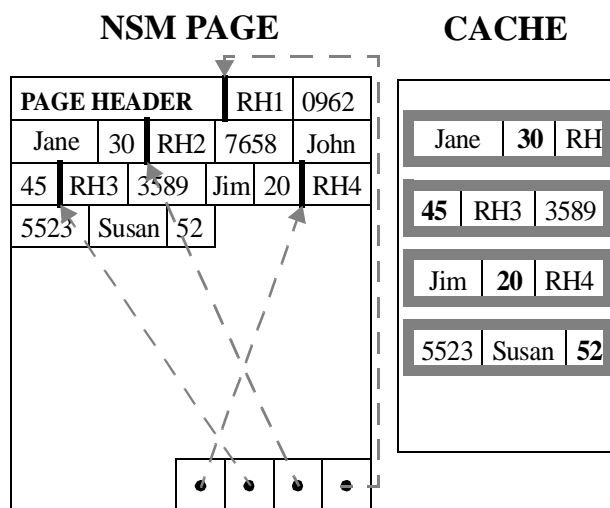 NSM PAGE
CACHE
PAGE HEADER RH1 0962
Jane 30 RH2 7658 John
45 RH3 3589 Jim 20 RH4
5523 Susan 52
Jane 30 RH
45 RH3 3589
Jim 20 RH4
5523 Susan 52